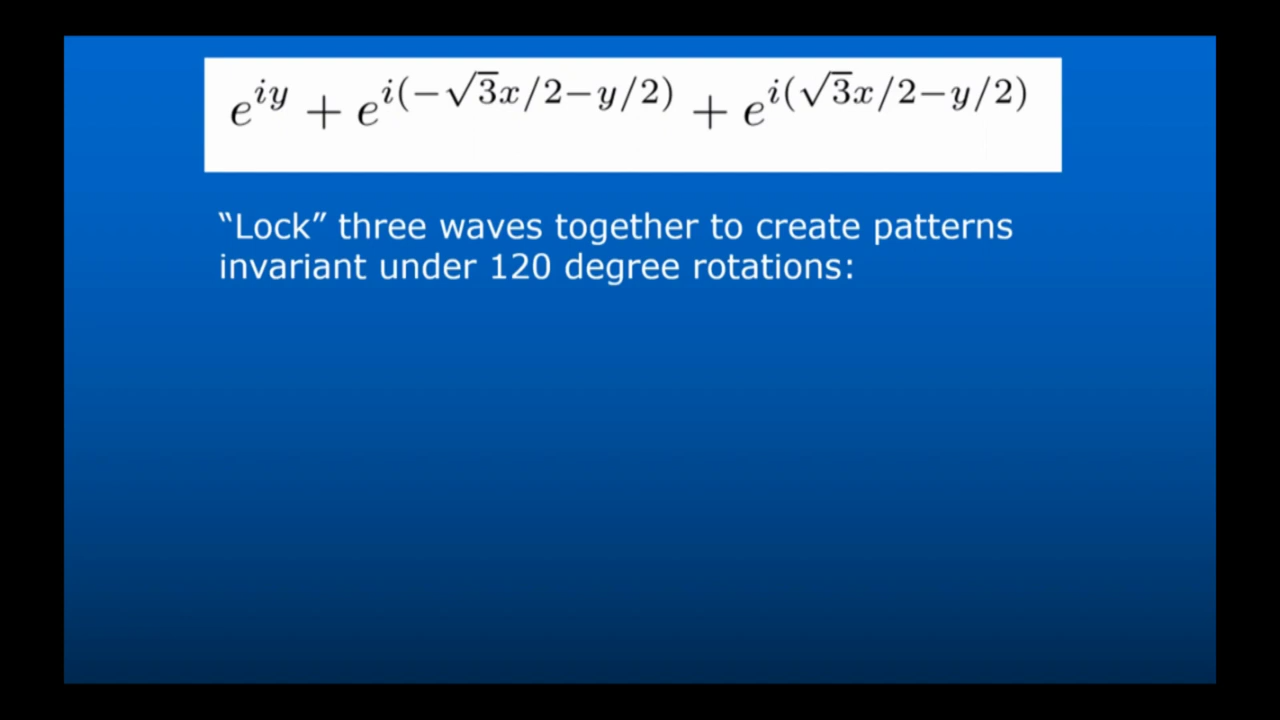 e^{iy} + e^{i(−√3x/2−y/2)} + e^{i(√3x/2−y/2)}
“Lock” three waves together to create patterns
invariant under 120 degree rotations: